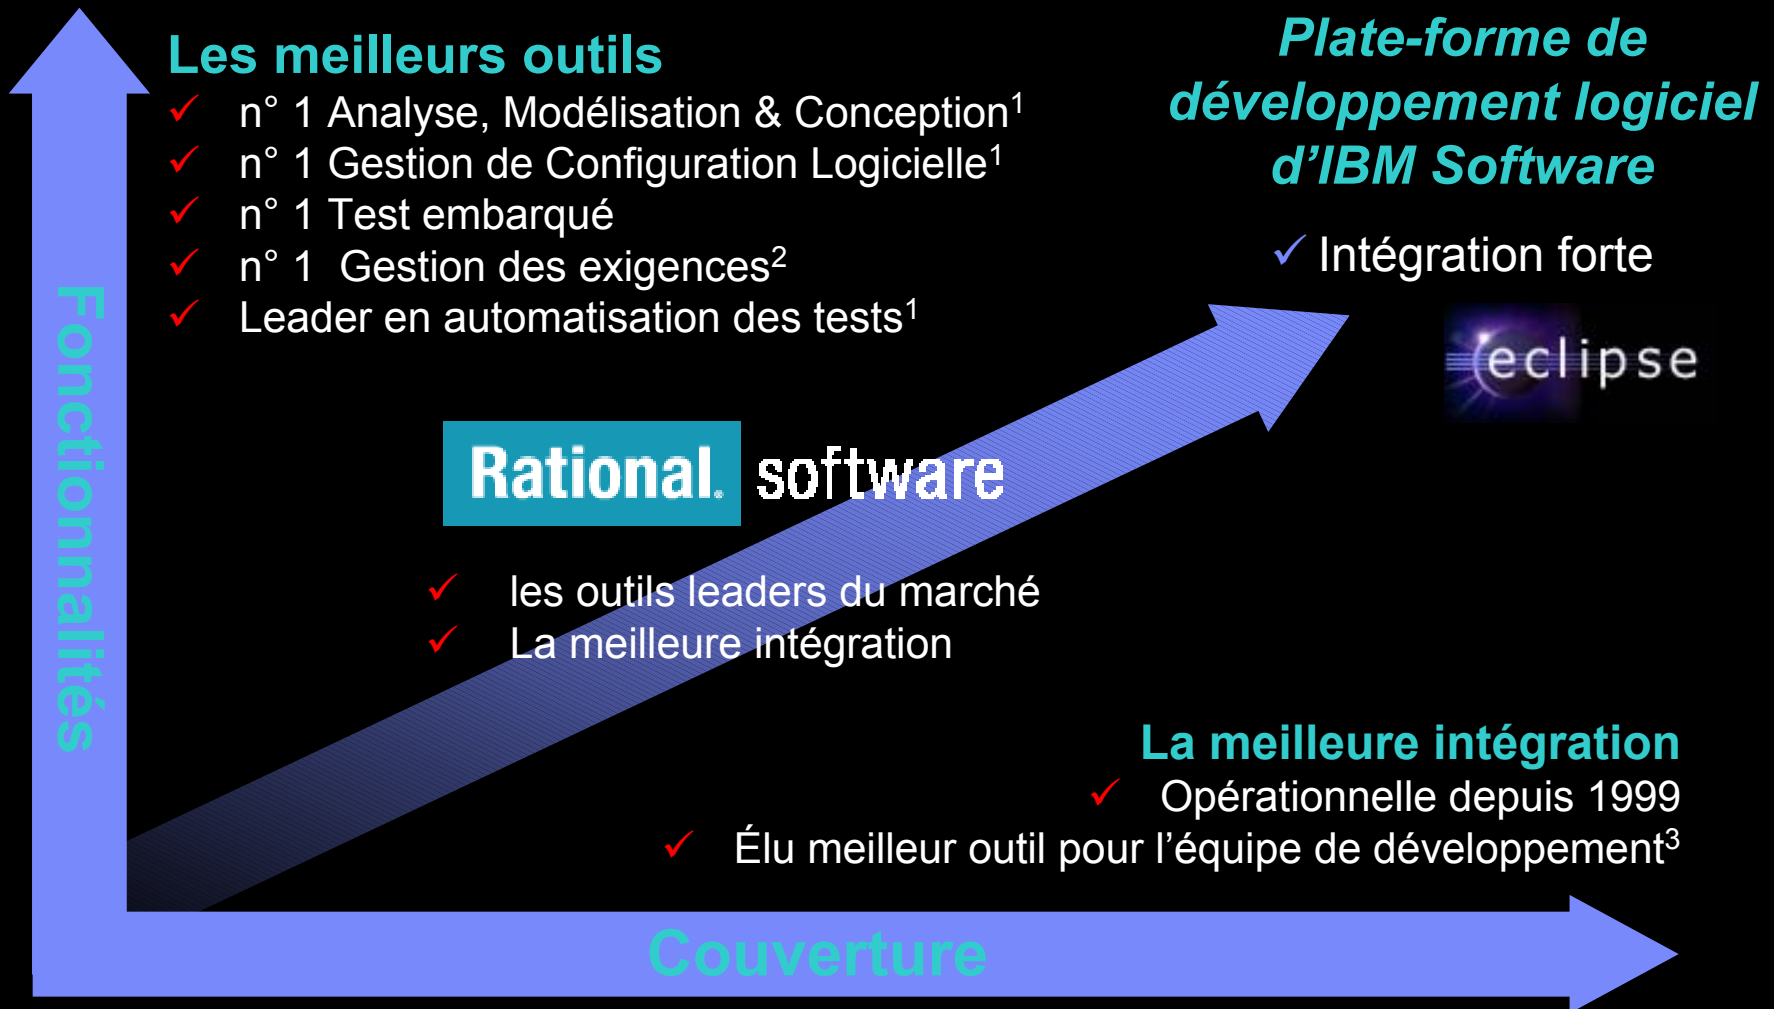 Les meilleurs outils
n° 1 Analyse, Modélisation & Conception¹
n° 1 Gestion de Configuration Logicielle¹
n° 1 Test embarqué
n° 1 Gestion des exigences²
Leader en automatisation des tests¹
Plate-forme de
développement logiciel
d’IBM Software
Intégration forte
eclipse
Fonctionnalités
Rational. software
les outils leaders du marché
La meilleure intégration
La meilleure intégration
Opérationnelle depuis 1999
Élu meilleur outil pour l’équipe de développement³
Couverture